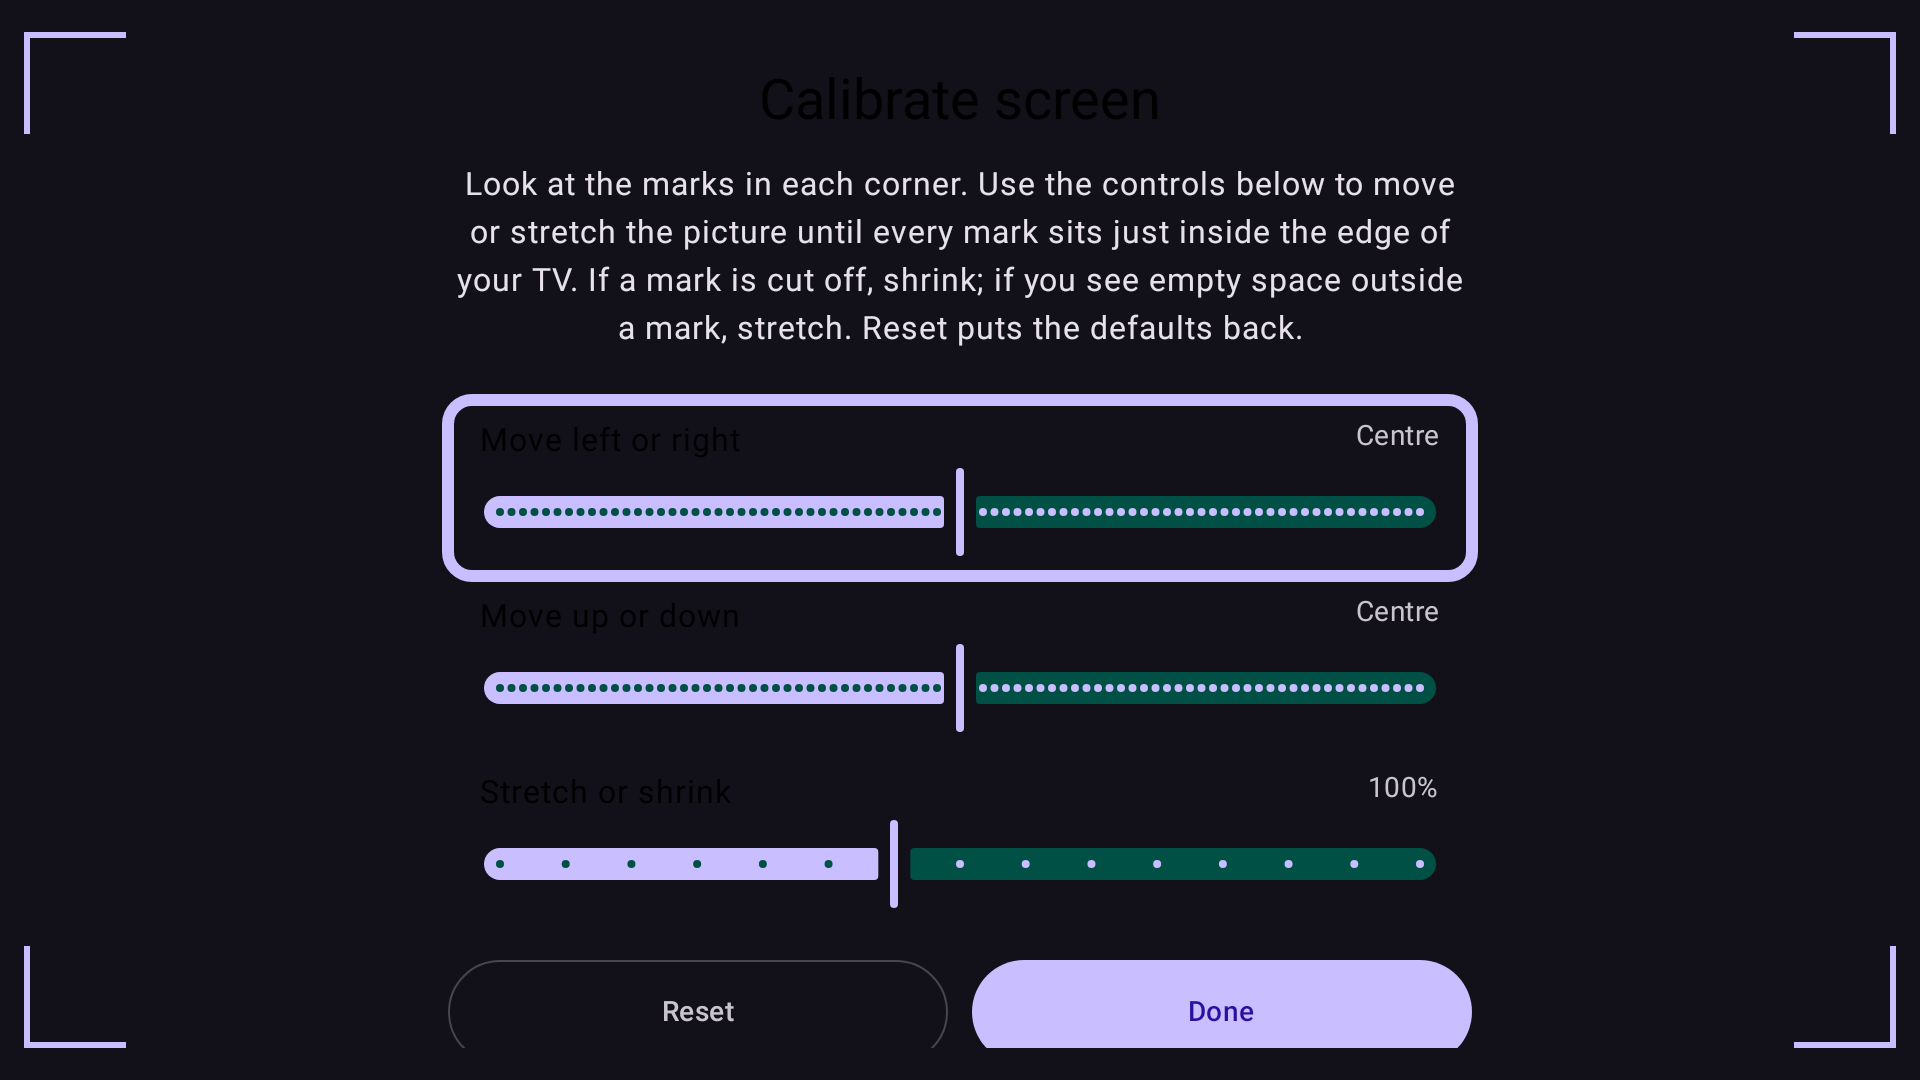 Calibrate screen
Look at the marks in each corner. Use the controls below to move
or stretch the picture until every mark sits just inside the edge of
your TV. If a mark is cut off, shrink; if you see empty space outside
a mark, stretch. Reset puts the defaults back.
Move left or right
Centre
Move up or down
Centre
Stretch or shrink
100%
Reset
Done